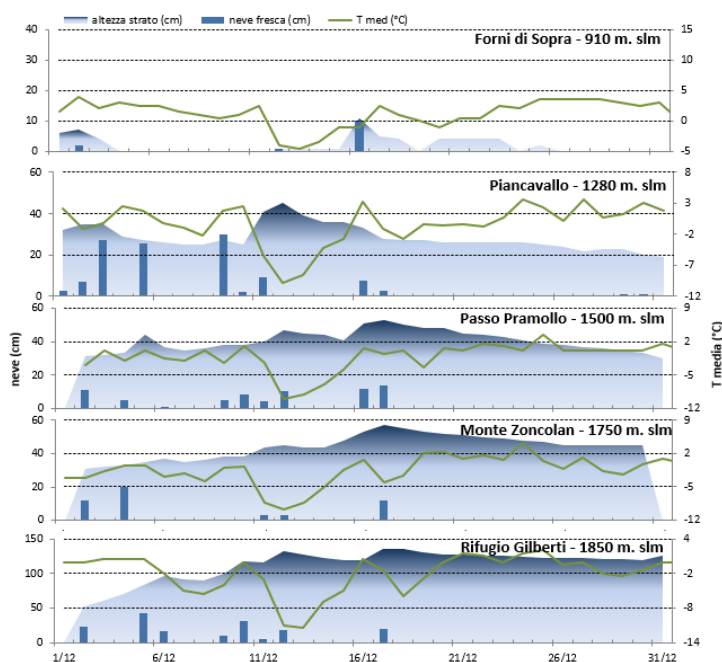 altezza strato (cm) neve fresca (cm) T med (°C)
40 15
Forni di Sopra - 910 m. slm
30 10
20 5
10 0
0 -5
60 8
Piancavallo - 1280 m. slm
40 3
-2
20 -7
0 -12
60 9
Passo Pramollo - 1500 m. slm
40 2
20 -5
0 -12
neve (cm)
T media (°C)
60 9
Monte Zoncolan - 1750 m. slm
40 2
20 -5
0 -12
150 4
Rifugio Gilberti - 1850 m. slm
100 -2
50 -8
0 -14
1/12 6/12 11/12 16/12 21/12 26/12 31/12